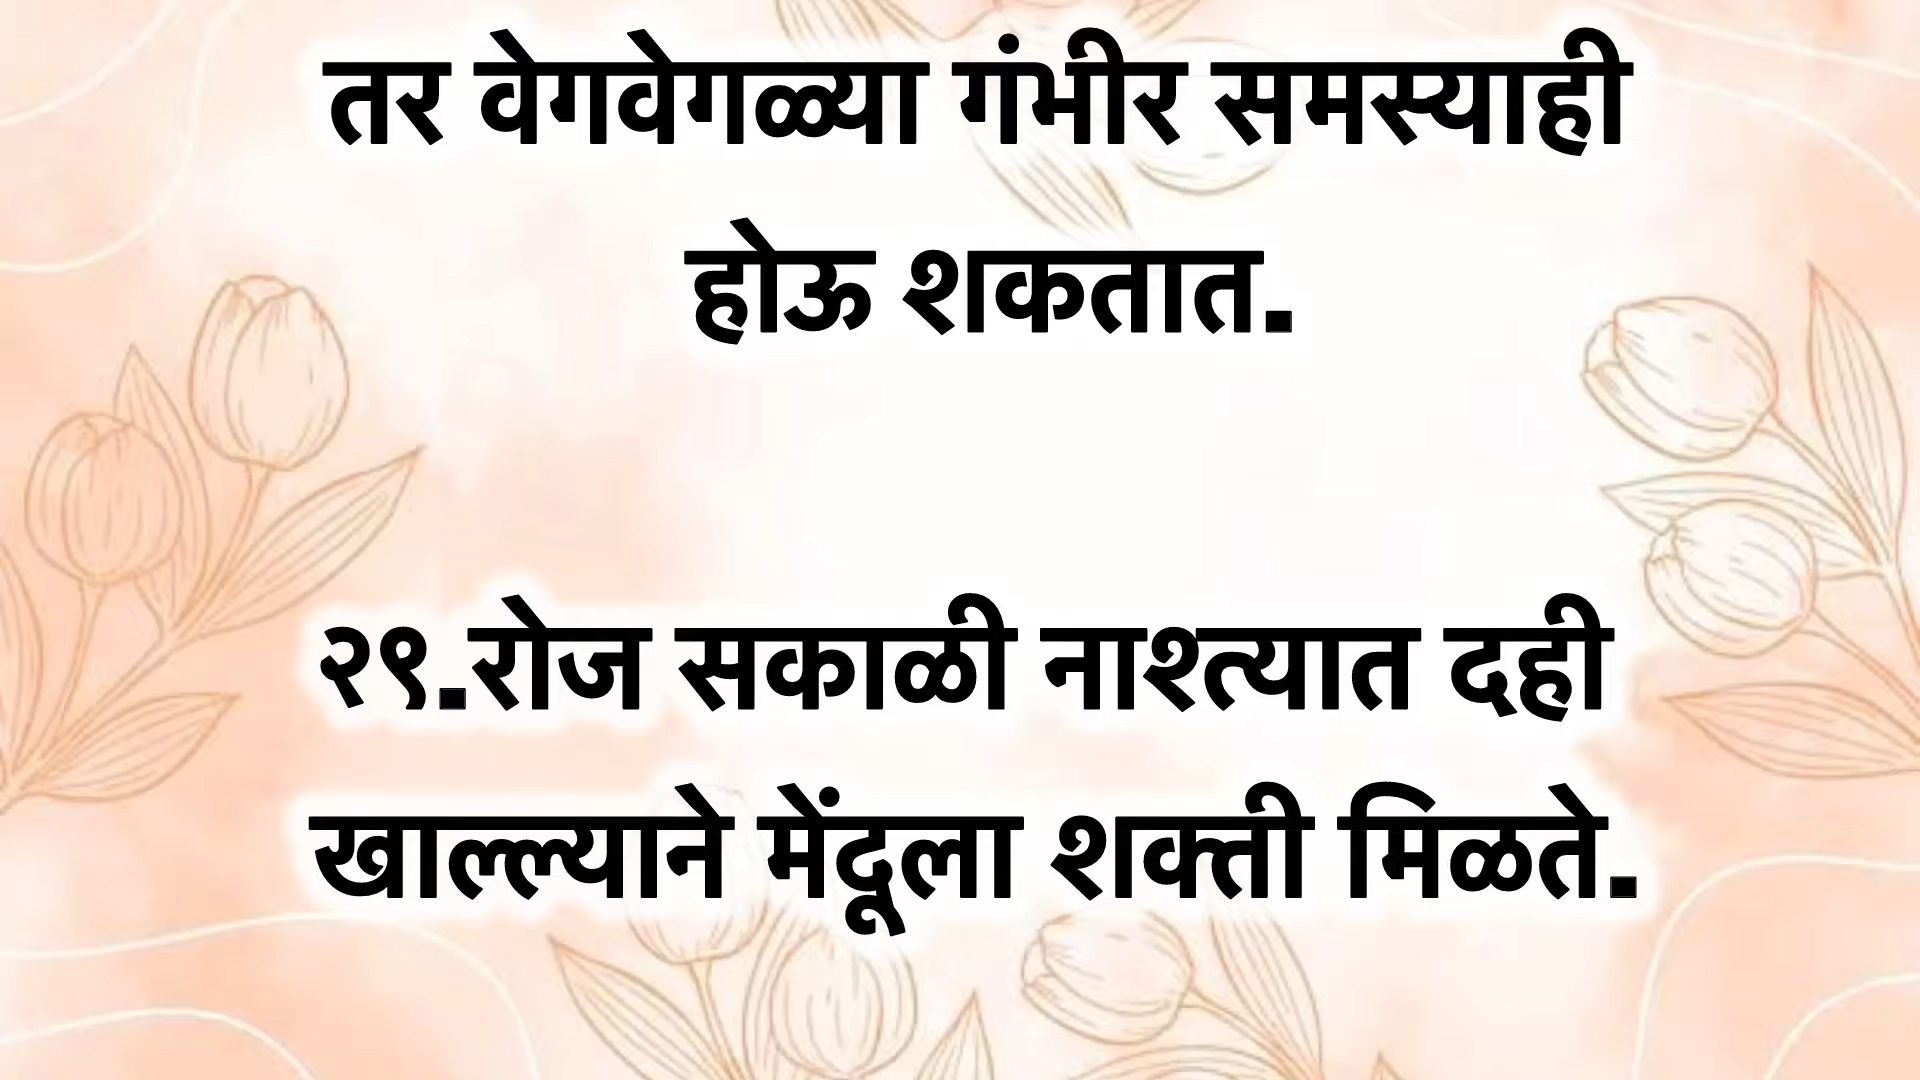 तर वेगवेगळ्या गंभीर समस्याही
होऊ शकतात.
२९.रोज सकाळी नाश्त्यात दही
खाल्ल्याने मेंदूला शक्ती मिळते.